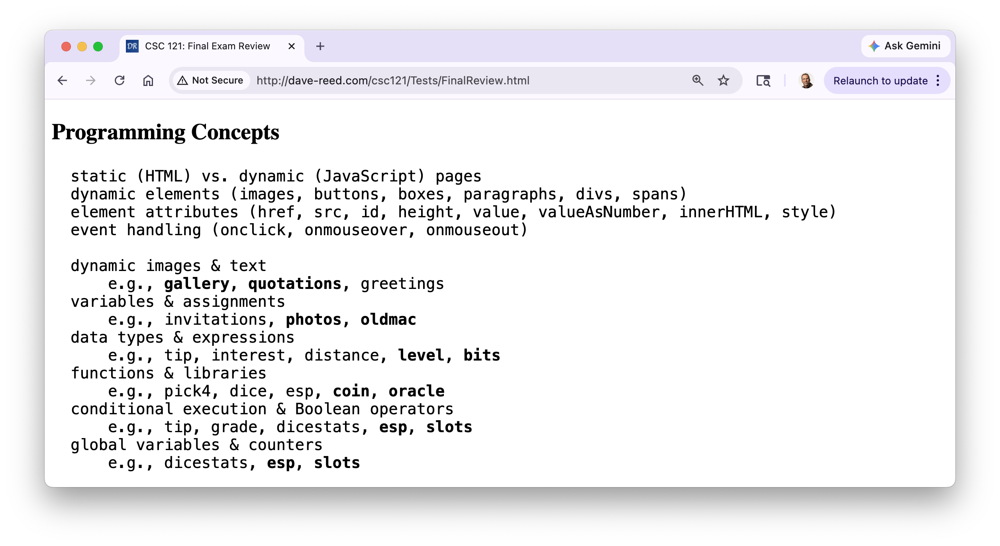 DR CSC 121: Final Exam Review
Ask Gemini
Not Secure http://dave-reed.com/csc121/Tests/FinalReview.html
Relaunch to update
Programming Concepts
static (HTML) vs. dynamic (JavaScript) pages
dynamic elements (images, buttons, boxes, paragraphs, divs, spans)
element attributes (href, src, id, height, value, valueAsNumber, innerHTML, style)
event handling (onclick, onmouseover, onmouseout)
dynamic images & text
e.g., gallery, quotations, greetings
variables & assignments
e.g., invitations, photos, oldmac
data types & expressions
e.g., tip, interest, distance, level, bits
functions & libraries
e.g., pick4, dice, esp, coin, oracle
conditional execution & Boolean operators
e.g., tip, grade, dicestats, esp, slots
global variables & counters
e.g., dicestats, esp, slots